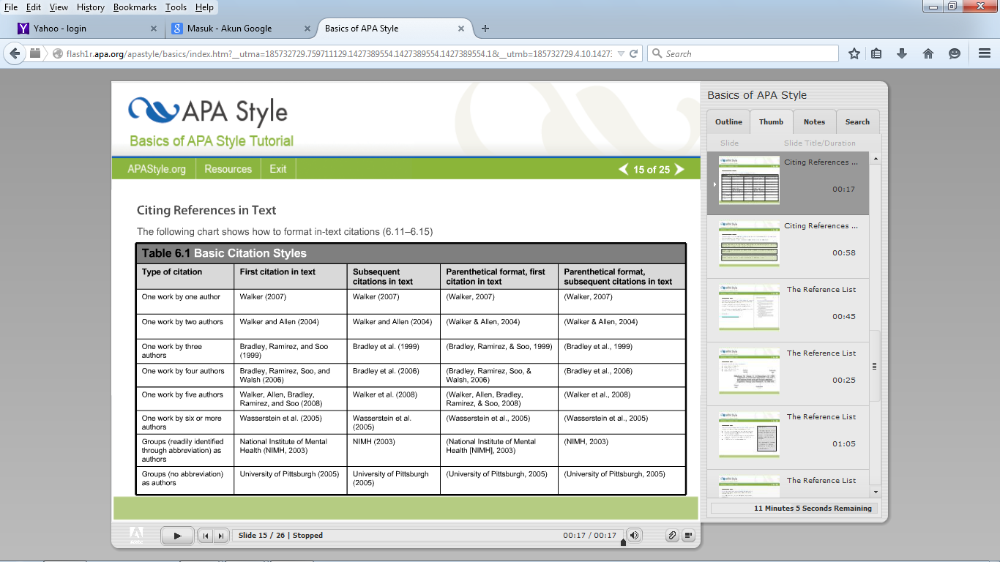 File Edit View History Bookmarks Tools Help
Yahoo - login
Masuk - Akun Google
Basics of APA Style
flash1r.apa.org/apastyle/basics/index.htm?__utma=185732729.759711129.1427389554.1427389554.1427389554.1&__utmb=185732729.4.10.1427
Search
APA Style
Basics of APA Style Tutorial
APAStyle.org Resources Exit 15 of 25
Citing References in Text
The following chart shows how to format in-text citations (6.11–6.15)
Table 6.1 Basic Citation Styles
Type of citation
First citation in text
Subsequent
citations in text
Parenthetical format, first
citation in text
Parenthetical format,
subsequent citations in text
One work by one author
Walker (2007)
Walker (2007)
(Walker, 2007)
(Walker, 2007)
One work by two authors
Walker and Allen (2004)
Walker and Allen (2004)
(Walker & Allen, 2004)
(Walker & Allen, 2004)
One work by three
authors
Bradley, Ramirez, and Soo
(1999)
Bradley et al. (1999)
(Bradley, Ramirez, & Soo, 1999)
(Bradley et al., 1999)
One work by four authors
Bradley, Ramirez, Soo, and
Walsh (2006)
Bradley et al. (2006)
(Bradley, Ramirez, Soo, &
Walsh, 2006)
(Bradley et al., 2006)
One work by five authors
Walker, Allen, Bradley,
Ramirez, and Soo (2008)
Walker et al. (2008)
(Walker, Allen, Bradley,
Ramirez, & Soo, 2008)
(Walker et al., 2008)
One work by six or more
authors
Wasserstein et al. (2005)
Wasserstein et al.
(2005)
(Wasserstein et al., 2005)
(Wasserstein et al., 2005)
Groups (readily identified
through abbreviation) as
authors
National Institute of Mental
Health (NIMH, 2003)
NIMH (2003)
(National Institute of Mental
Health [NIMH], 2003)
(NIMH, 2003)
Groups (no abbreviation)
as authors
University of Pittsburgh (2005)
University of Pittsburgh
(2005)
(University of Pittsburgh, 2005)
(University of Pittsburgh, 2005)
Slide 15 / 26 | Stopped
00:17 / 00:17
Basics of APA Style
Outline Thumb Notes Search
Slide Slide Title/Duration
Citing References ...
00:17
Citing References ...
00:58
The Reference List
00:45
The Reference List
00:25
The Reference List
01:05
The Reference List
11 Minutes 5 Seconds Remaining